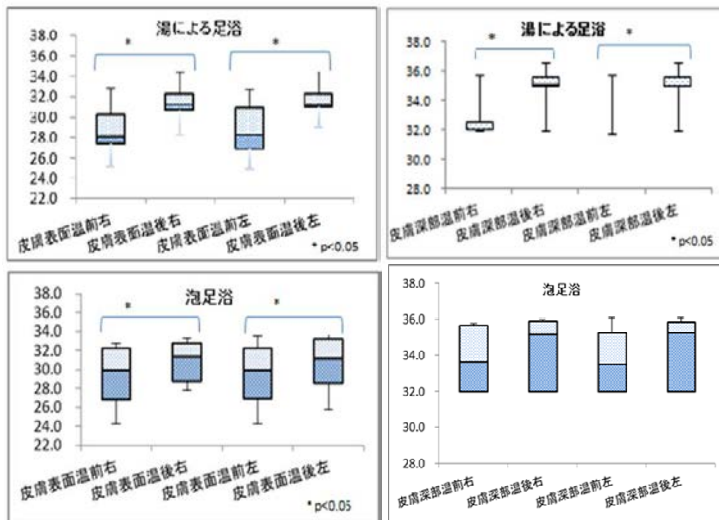 湯による足浴
38.0
36.0
34.0
32.0
30.0
28.0
26.0
24.0
22.0
*
*
皮膚表面温前右
皮膚表面温後右
皮膚表面温前左
皮膚表面温後左
* p<0.05
湯による足浴
38.0
36.0
34.0
32.0
30.0
28.0
*
*
皮膚深部温前右
皮膚深部温後右
皮膚深部温前左
皮膚深部温後左
* p<0.05
泡足浴
38.0
36.0
34.0
32.0
30.0
28.0
26.0
24.0
22.0
*
*
皮膚表面温前右
皮膚表面温後右
皮膚表面温前左
皮膚表面温後左
* p<0.05
泡足浴
38.0
36.0
34.0
32.0
30.0
28.0
皮膚深部温前右
皮膚深部温後右
皮膚深部温前左
皮膚深部温後左